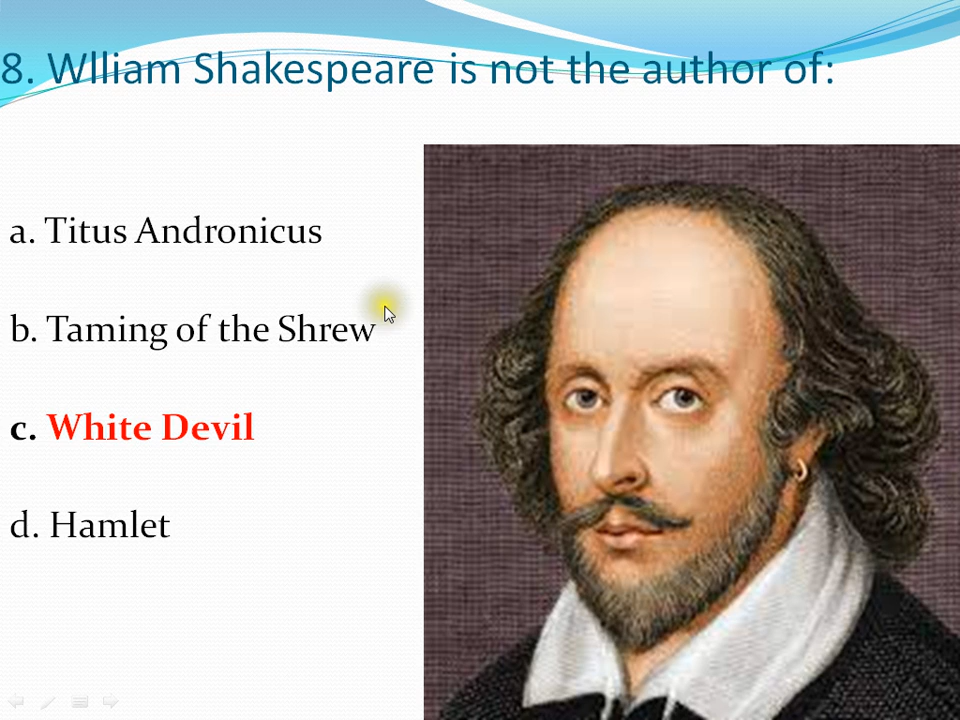 8. Wlliam Shakespeare is not the author of:
a. Titus Andronicus
b. Taming of the Shrew
c. White Devil
d. Hamlet